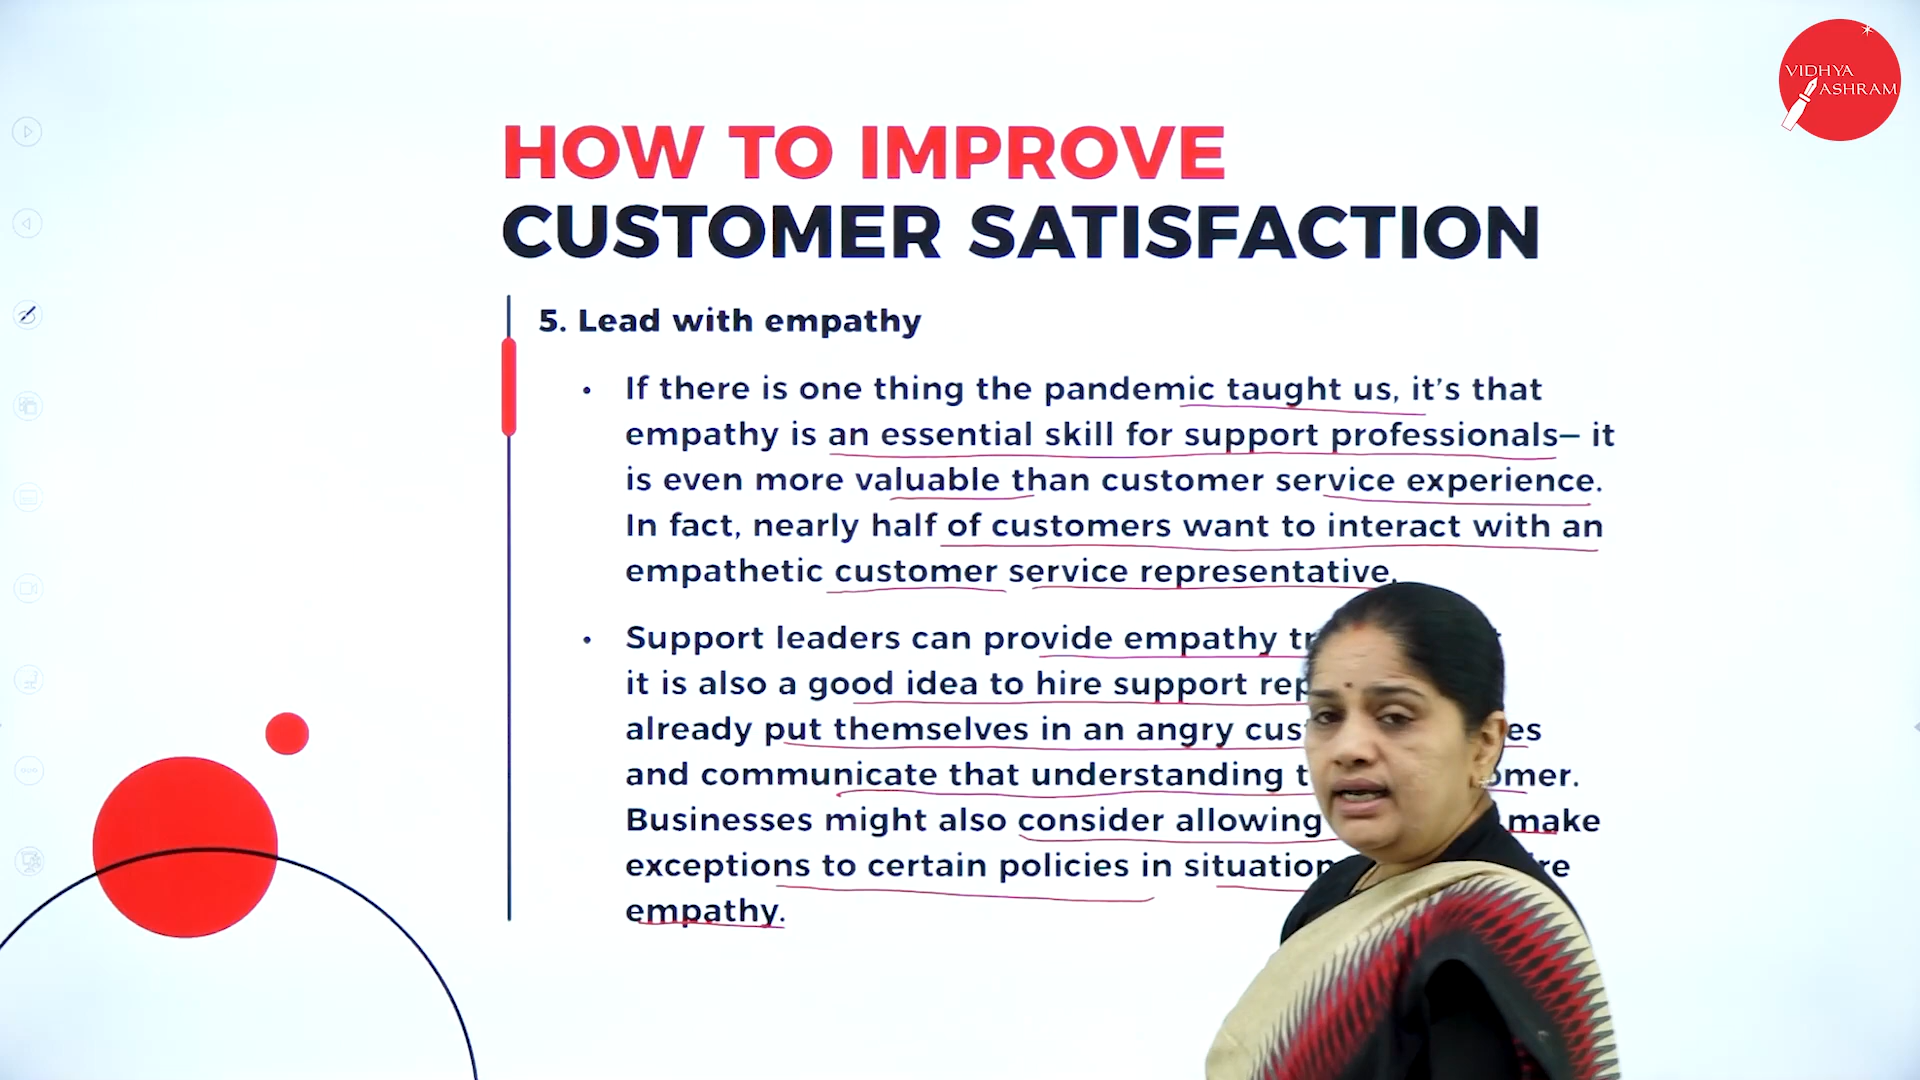 VIDHYA
ASHRAM
HOW TO IMPROVE
CUSTOMER SATISFACTION
5. Lead with empathy
• If there is one thing the pandemic taught us, it’s that
empathy is an essential skill for support professionals— it
is even more valuable than customer service experience.
In fact, nearly half of customers want to interact with an
empathetic customer service representative.
• Support leaders can provide empathy
it is also a good idea to hire support
already put themselves in an angry
and communicate that understanding
Businesses might also consider allowing make
exceptions to certain policies in
empathy.